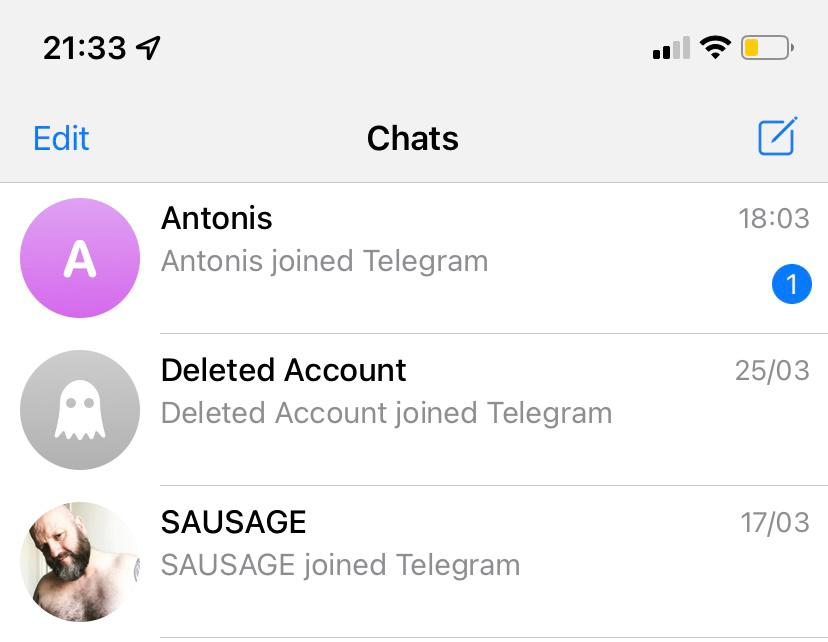 21:33
Edit Chats
Antonis 18:03
Antonis joined Telegram
1
A
Deleted Account 25/03
Deleted Account joined Telegram
SAUSAGE 17/03
SAUSAGE joined Telegram